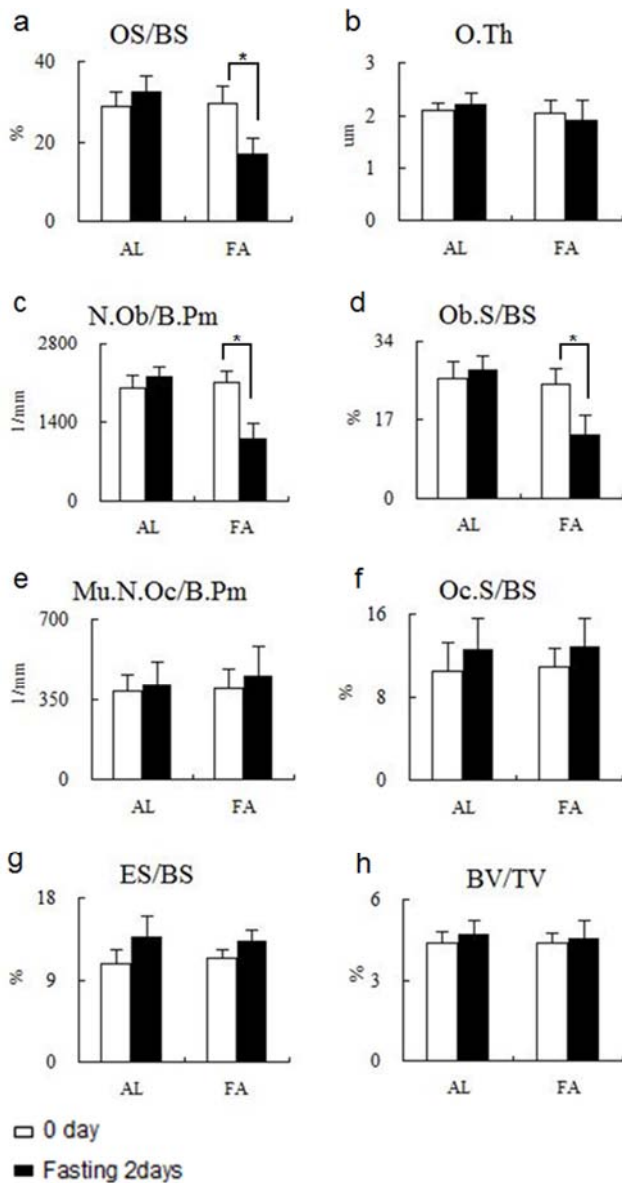 a
OS/BS
40
20
0
%
*
AL
FA
b
O.Th
3
2
1
0
um
AL
FA
c
N.Ob/B.Pm
2800
1400
0
1/mm
*
AL
FA
d
Ob.S/BS
34
17
0
%
*
AL
FA
e
Mu.N.Oc/B.Pm
700
350
0
1/mm
AL
FA
f
Oc.S/BS
16
8
0
%
AL
FA
g
ES/BS
18
9
0
%
AL
FA
h
BV/TV
6
3
0
%
AL
FA
0 day
Fasting 2days